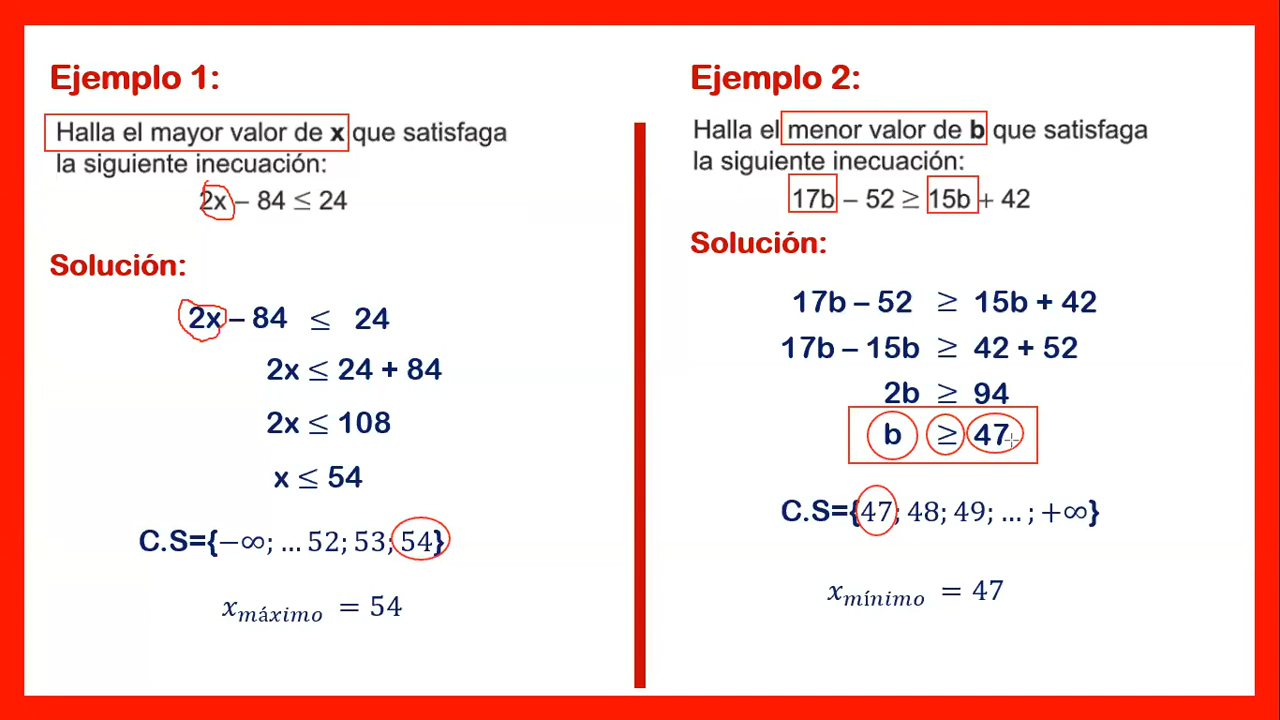 Ejemplo 1:
Halla el mayor valor de x que satisfaga
la siguiente inecuación:
2x – 84 ≤ 24
Solución:
2x – 84 ≤ 24
2x ≤ 24 + 84
2x ≤ 108
x ≤ 54
C.S={−∞; ... 52; 53; 54}
x máximo = 54
Ejemplo 2:
Halla el menor valor de b que satisfaga
la siguiente inecuación:
17b – 52 ≥ 15b + 42
Solución:
17b – 52 ≥ 15b + 42
17b – 15b ≥ 42 + 52
2b ≥ 94
b ≥ 47
C.S={47; 48; 49; ... ; +∞}
x mínimo = 47